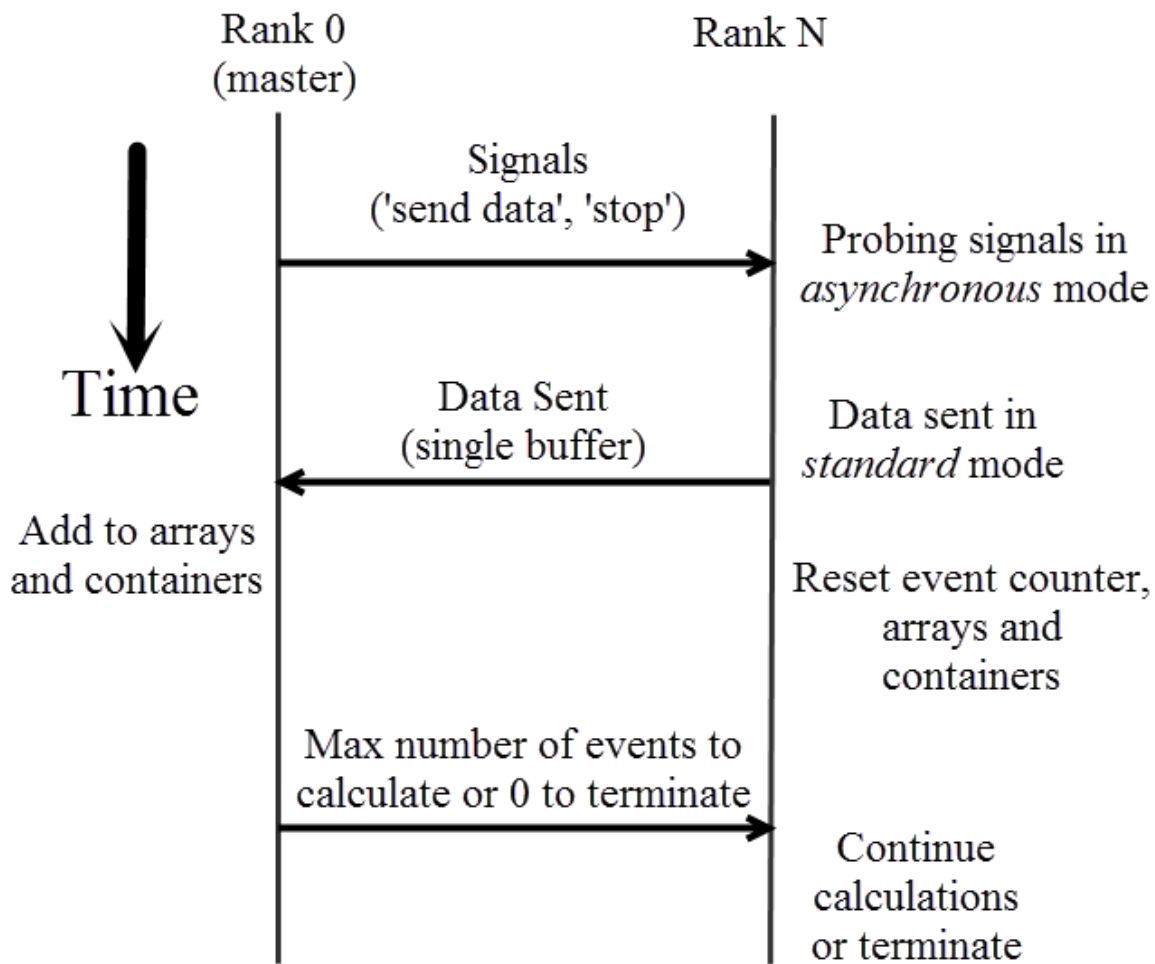 Rank 0
(master)
Rank N
Signals
('send data', 'stop')
Probing signals in
asynchronous mode
Time
Data Sent
(single buffer)
Data sent in
standard mode
Add to arrays
and containers
Reset event counter,
arrays and
containers
Max number of events to
calculate or 0 to terminate
Continue
calculations
or terminate